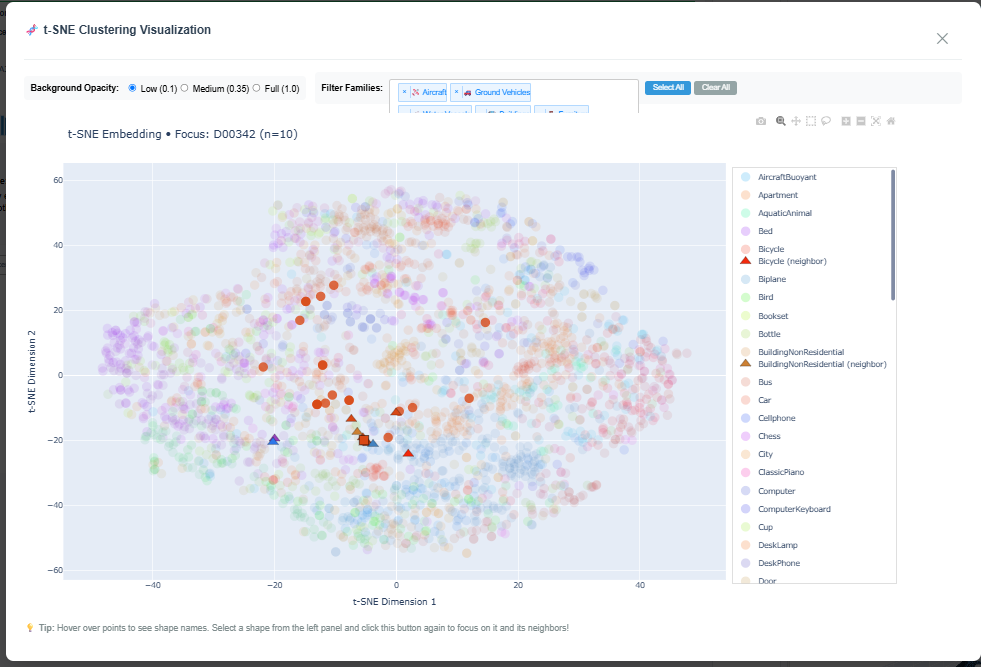 t-SNE Clustering Visualization
Background Opacity: Low (0.1) Medium (0.35) Full (1.0)
Filter Families:
× Aircraft × Ground Vehicles
Select All Clear All
t-SNE Embedding • Focus: D00342 (n=10)
60
40
20
0
−20
−40
−60
t-SNE Dimension 2
−40 −20 0 20 40
t-SNE Dimension 1
AircraftBuoyant
Apartment
AquaticAnimal
Bed
Bicycle
Bicycle (neighbor)
Biplane
Bird
Bookset
Bottle
BuildingNonResidential
BuildingNonResidential (neighbor)
Bus
Car
Cellphone
Chess
City
ClassicPiano
Computer
ComputerKeyboard
Cup
DeskLamp
DeskPhone
Door
Tip: Hover over points to see shape names. Select a shape from the left panel and click this button again to focus on it and its neighbors!